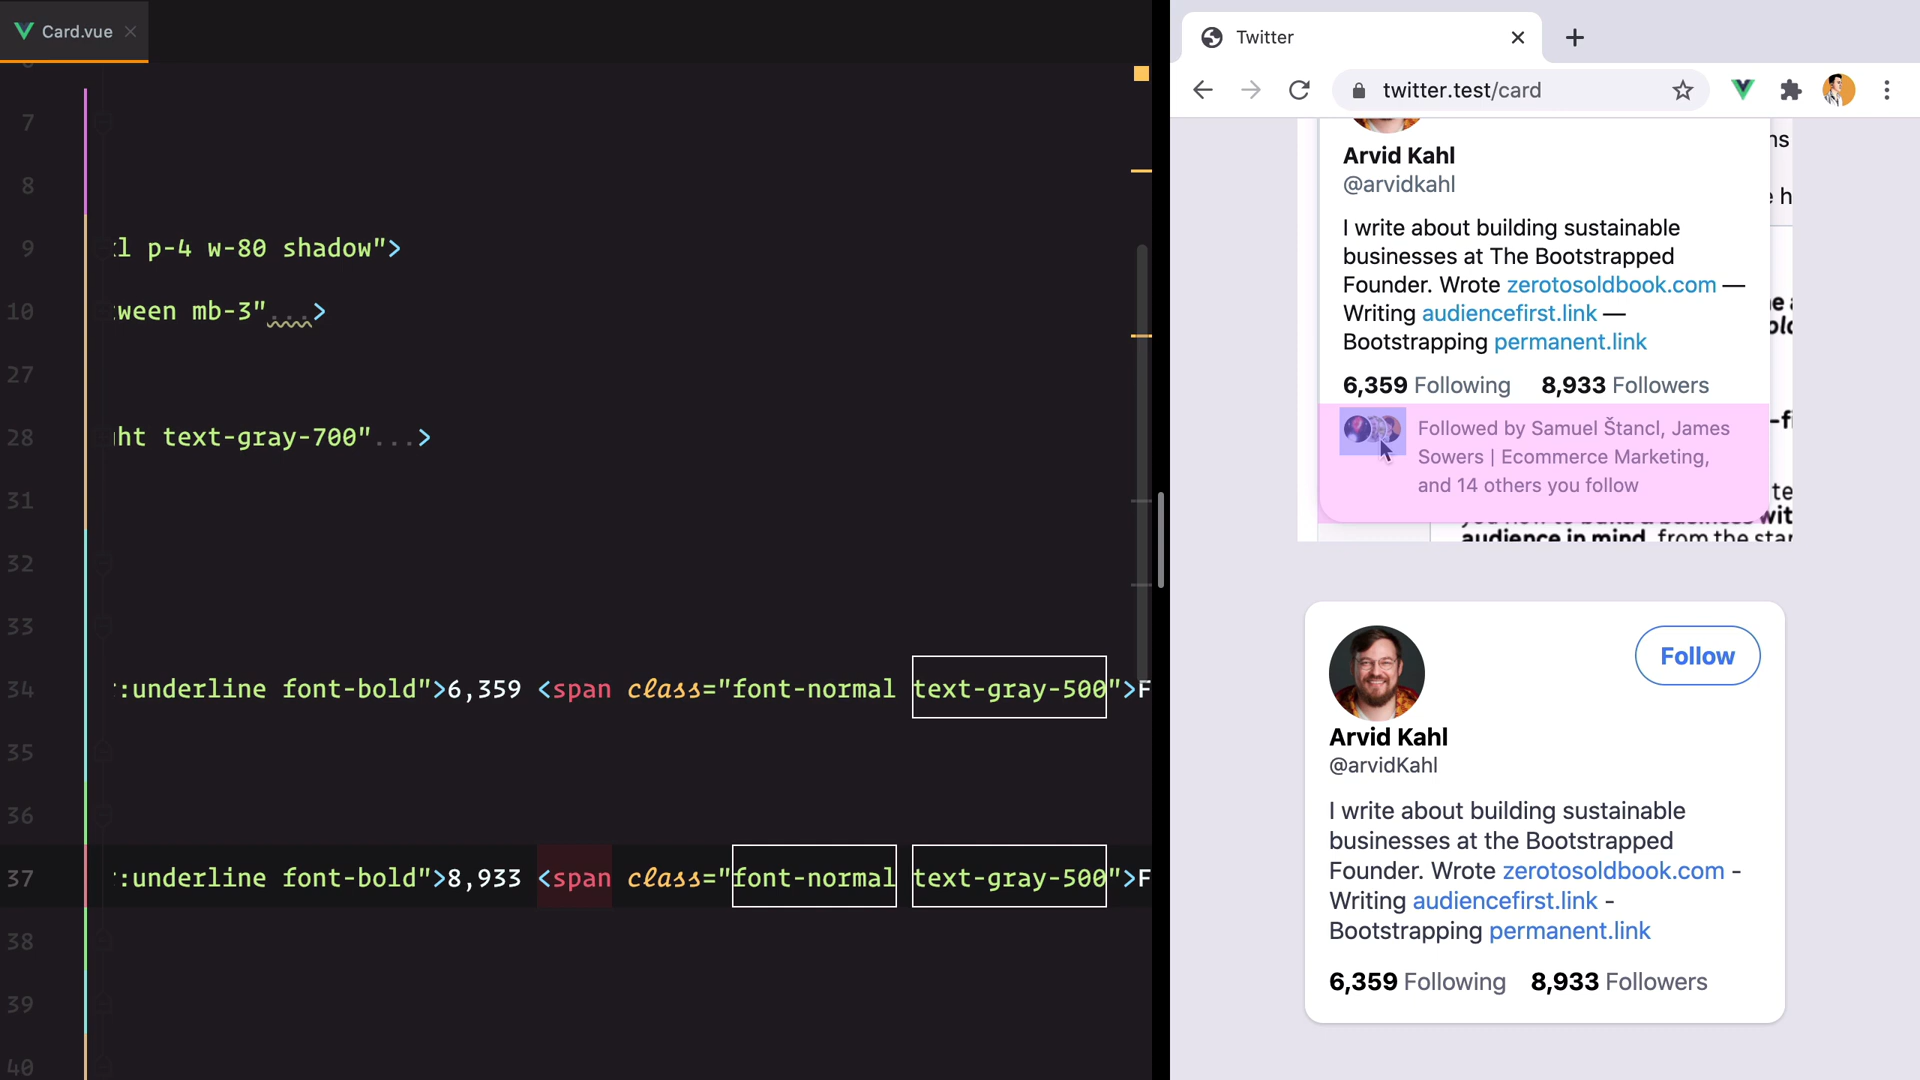 Card.vue
7
8
9 l p-4 w-80 shadow">
10 ween mb-3"...>
27
28 ht text-gray-700"...>
31
32
33
34 :underline font-bold">6,359 <span class="font-normal text-gray-500">F
35
36
37 :underline font-bold">8,933 <span class="font-normal text-gray-500">F
38
39
40
Twitter
twitter.test/card
Arvid Kahl
@arvidkahl
I write about building sustainable
businesses at The Bootstrapped
Founder. Wrote zerotosoldbook.com —
Writing audiencefirst.link —
Bootstrapping permanent.link
6,359 Following 8,933 Followers
Followed by Samuel Štancl, James
Sowers | Ecommerce Marketing,
and 14 others you follow
audience in mind, from the star
Follow
Arvid Kahl
@arvidKahl
I write about building sustainable
businesses at the Bootstrapped
Founder. Wrote zerotosoldbook.com -
Writing audiencefirst.link -
Bootstrapping permanent.link
6,359 Following 8,933 Followers